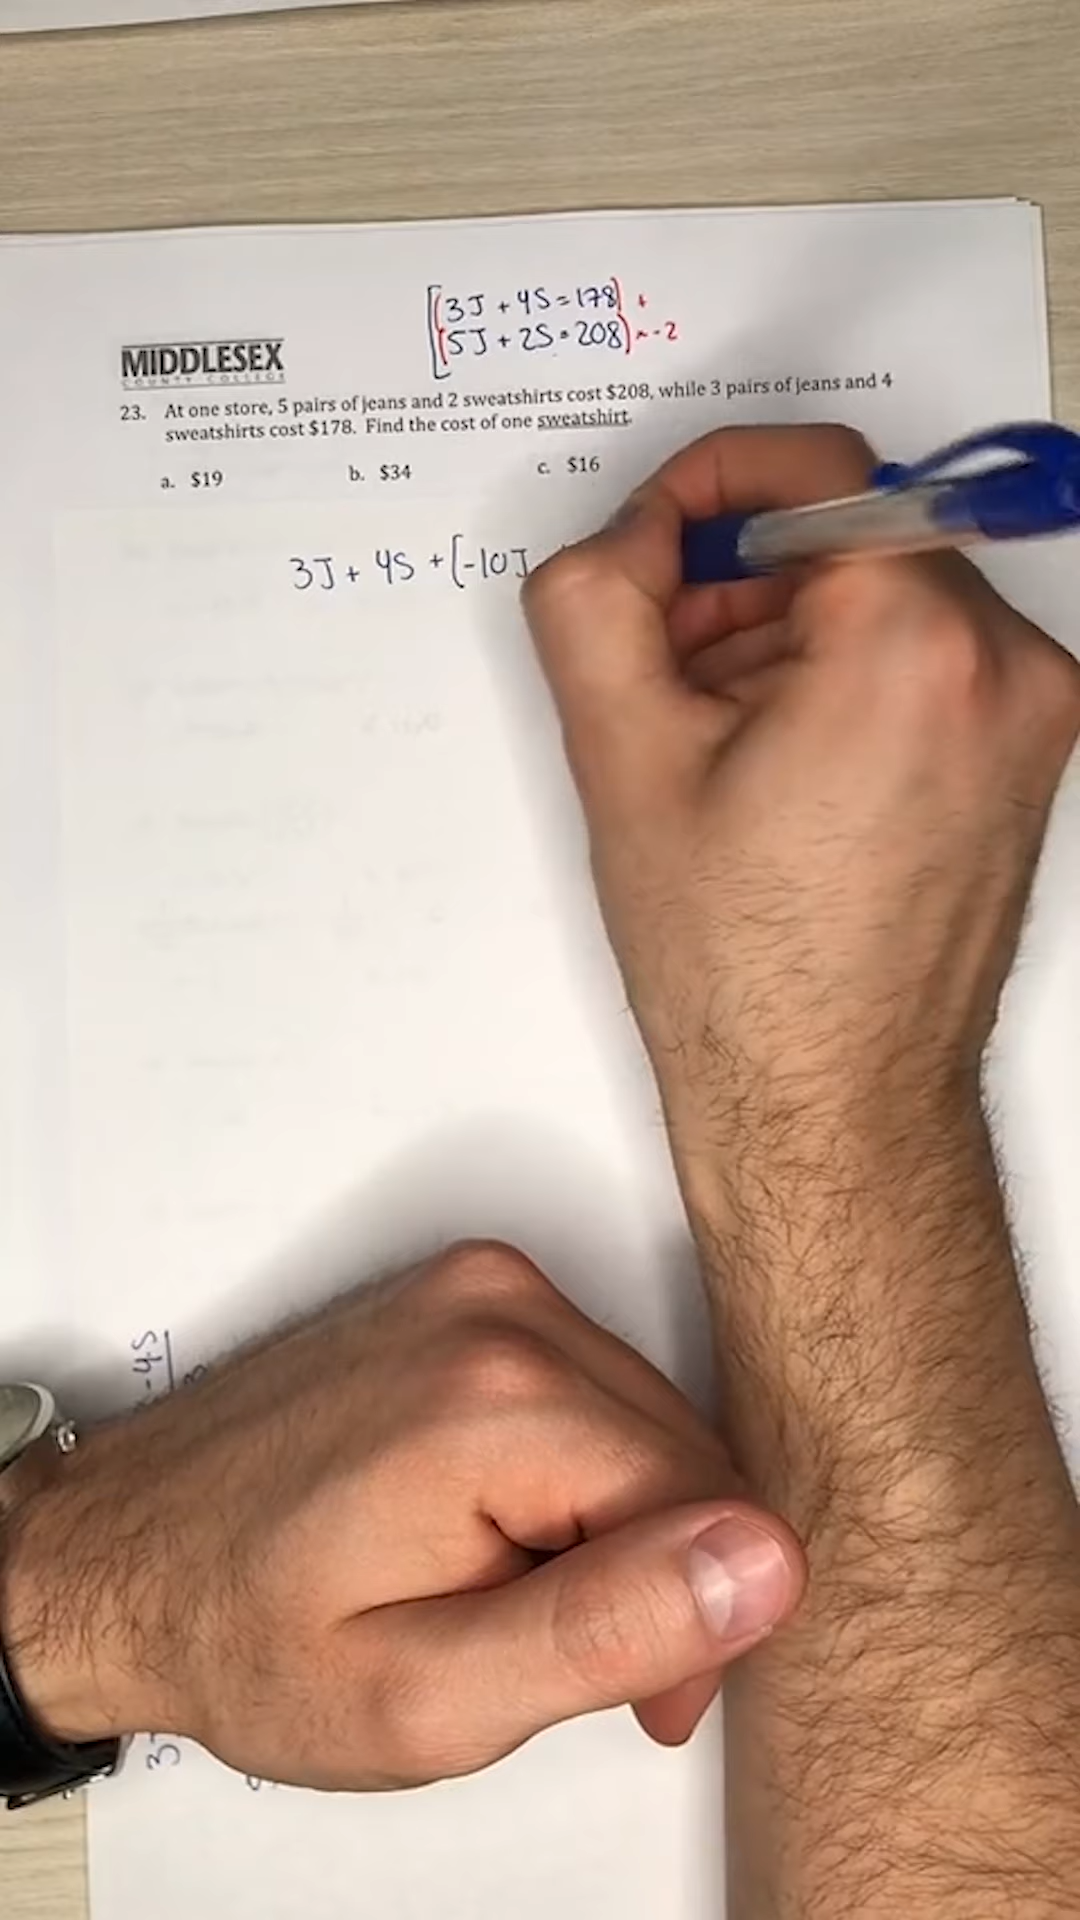 3J + 4S = 178) +
(5J + 2S = 208) × -2
MIDDLESEX
COUNTY COLLEGE
23. At one store, 5 pairs of jeans and 2 sweatshirts cost $208, while 3 pairs of jeans and 4
sweatshirts cost $178. Find the cost of one sweatshirt.
a. $19 b. $34 c. $16
3J + 4S + (-10J
-4S